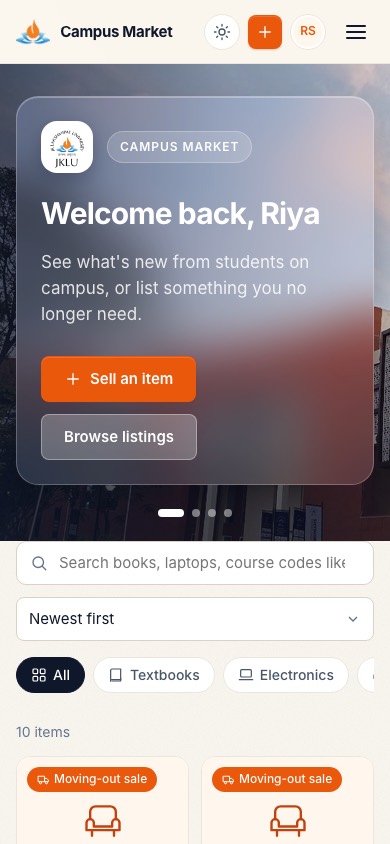 Campus Market
RS
JKLU
CAMPUS MARKET
Welcome back, Riya
See what's new from students on
campus, or list something you no
longer need.
Sell an item
Browse listings
Search books, laptops, course codes like
Newest first
All
Textbooks
Electronics
10 items
Moving-out sale
Moving-out sale